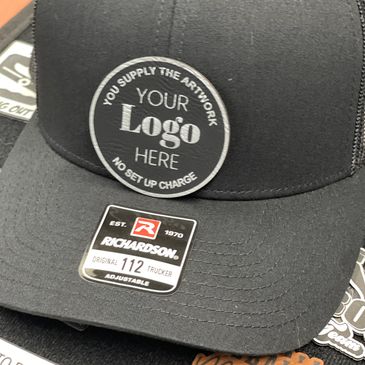 YOU SUPPLY THE ARTWORK
YOUR
Logo
HERE
NO SET UP CHARGE
EST. R 1970
RICHARDSON
ORIGINAL 112 TRUCKER
ADJUSTABLE